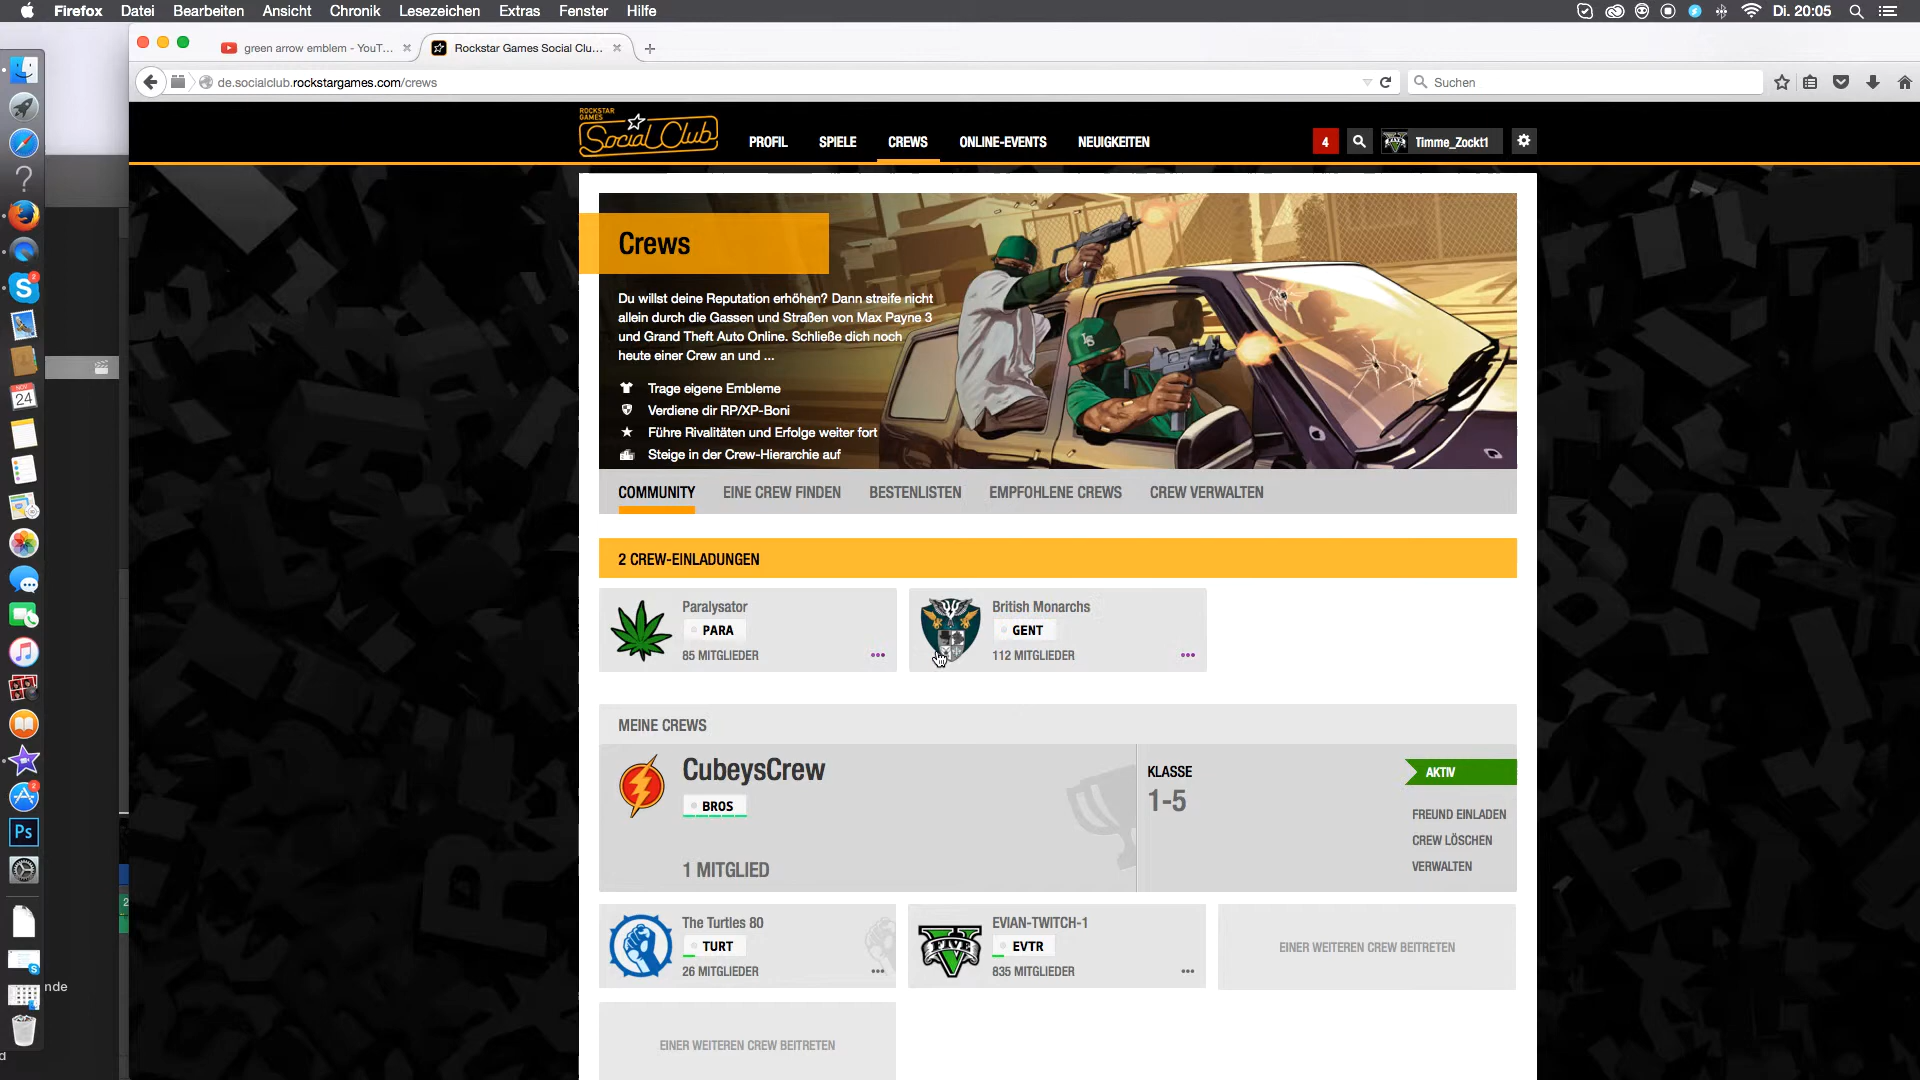 Firefox Datei Bearbeiten Ansicht Chronik Lesezeichen Extras Fenster Hilfe Di. 20:05
green arrow emblem - YouT...
Rockstar Games Social Clu...
de.socialclub.rockstargames.com/crews
Suchen
ROCKSTAR
GAMES
Social Club
PROFIL SPIELE CREWS ONLINE-EVENTS NEUIGKEITEN
4
Timme_Zockt1
Crews
Du willst deine Reputation erhöhen? Dann streife nicht
allein durch die Gassen und Straßen von Max Payne 3
und Grand Theft Auto Online. Schließe dich noch
heute einer Crew an und ...
Trage eigene Embleme
Verdiene dir RP/XP-Boni
Führe Rivalitäten und Erfolge weiter fort
Steige in der Crew-Hierarchie auf
COMMUNITY EINE CREW FINDEN BESTENLISTEN EMPFOHLENE CREWS CREW VERWALTEN
2 CREW-EINLADUNGEN
Paralysator
PARA
85 MITGLIEDER
British Monarchs
GENT
112 MITGLIEDER
MEINE CREWS
CubeysCrew
BROS
1 MITGLIED
KLASSE
1-5
AKTIV
FREUND EINLADEN
CREW LÖSCHEN
VERWALTEN
The Turtles 80
TURT
26 MITGLIEDER
FIVE
EVIAN-TWITCH-1
EVTR
835 MITGLIEDER
EINER WEITEREN CREW BEITRETEN
EINER WEITEREN CREW BEITRETEN
NOV
24
Ps
2
nde
d